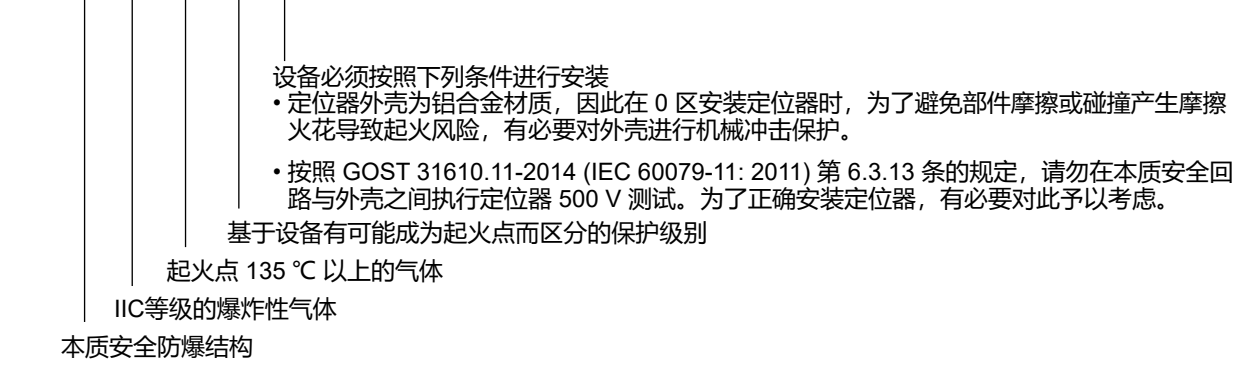 设备必须按照下列条件进行安装
• 定位器外壳为铝合金材质，因此在 0 区安装定位器时，为了避免部件摩擦或碰撞产生摩擦
火花导致起火风险，有必要对外壳进行机械冲击保护。
• 按照 GOST 31610.11-2014 (IEC 60079-11: 2011) 第 6.3.13 条的规定，请勿在本质安全回
路与外壳之间执行定位器 500 V 测试。为了正确安装定位器，有必要对此予以考虑。
基于设备有可能成为起火点而区分的保护级别
起火点 135 ℃ 以上的气体
IIC等级的爆炸性气体
本质安全防爆结构